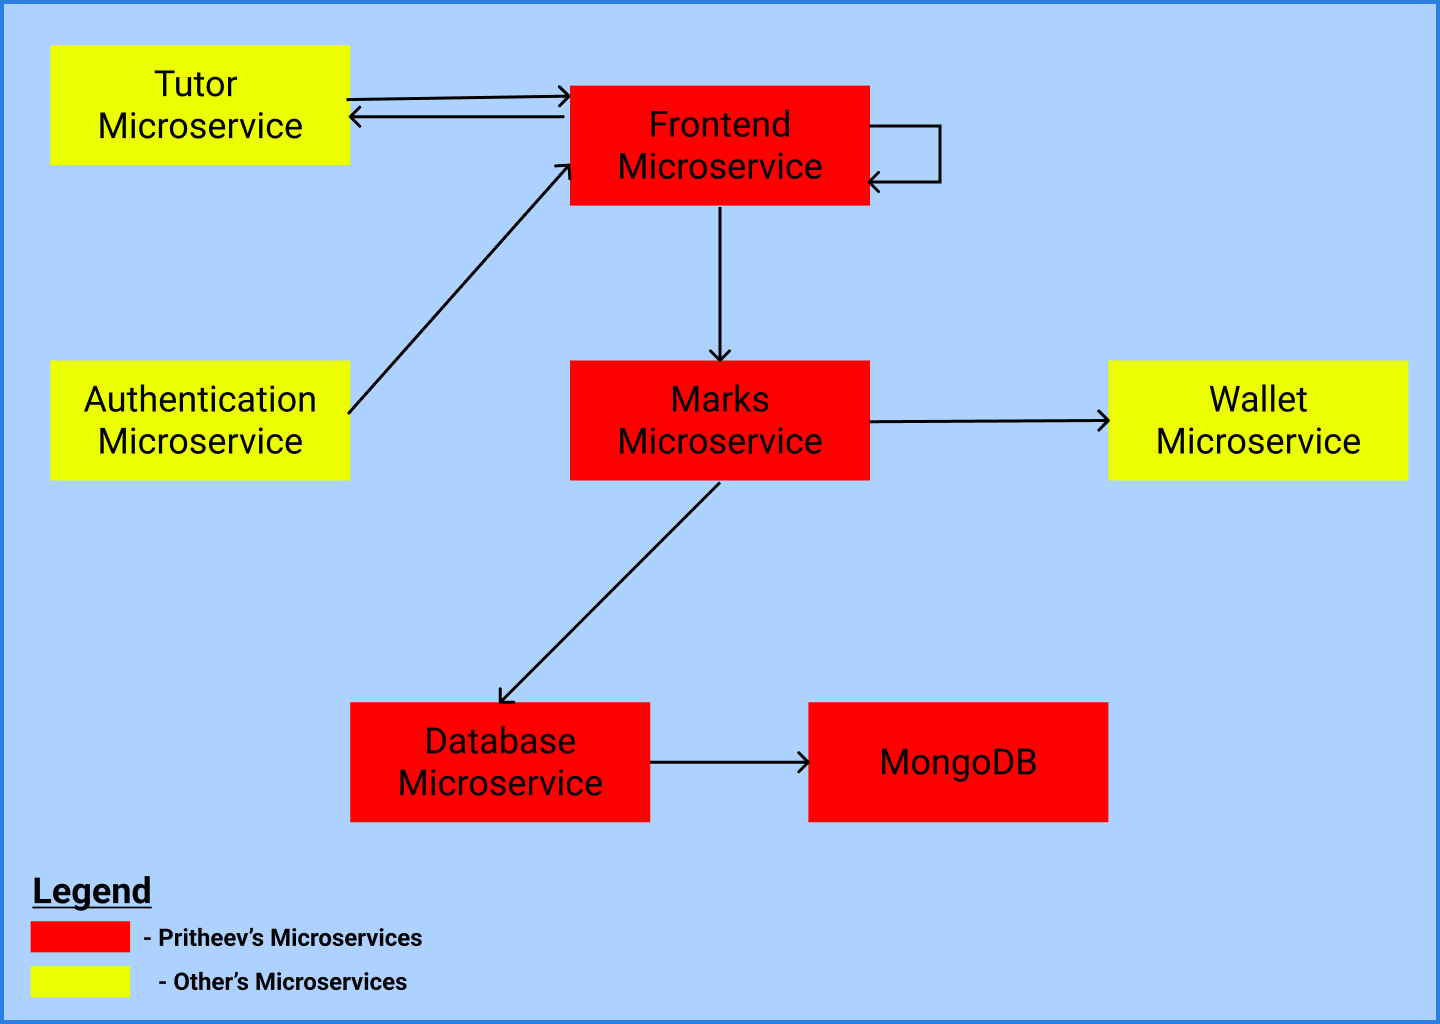 Tutor
Microservice
Frontend
Microservice
Authentication
Microservice
Marks
Microservice
Wallet
Microservice
Database
Microservice
MongoDB
Legend
- Pritheev’s Microservices
- Other’s Microservices